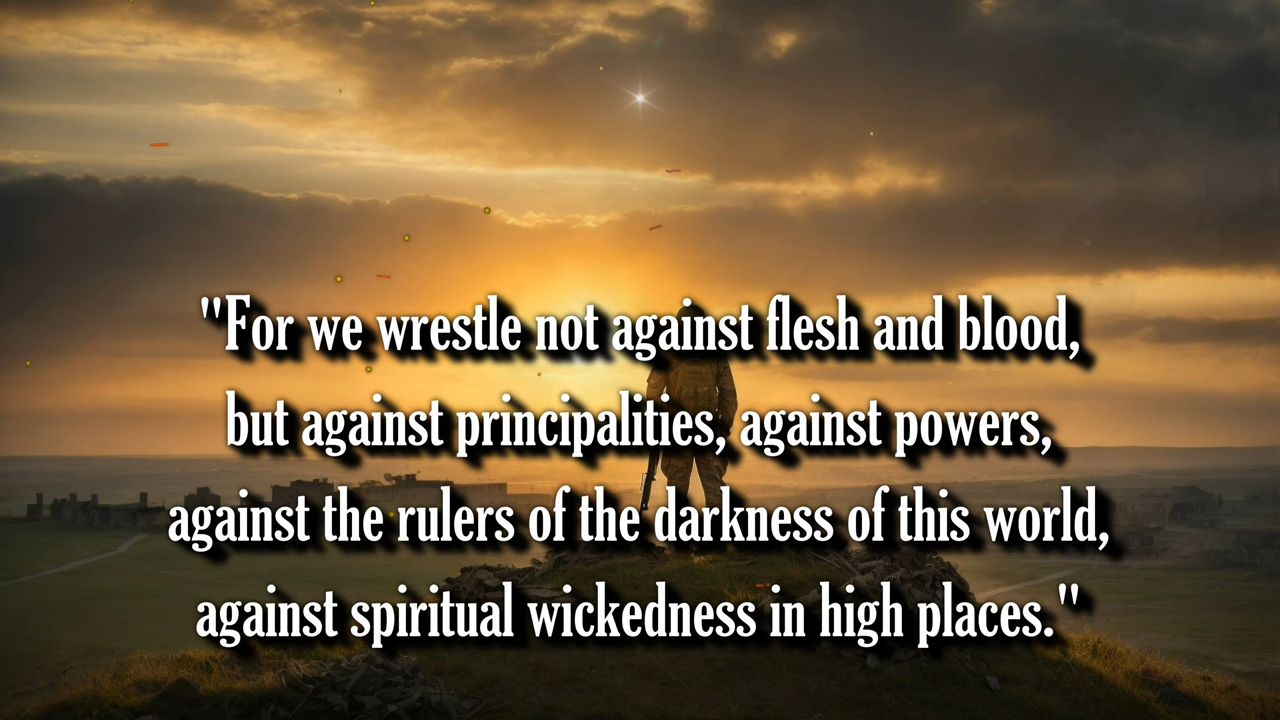 "For we wrestle not against flesh and blood,
but against principalities, against powers,
against the rulers of the darkness of this world,
against spiritual wickedness in high places."